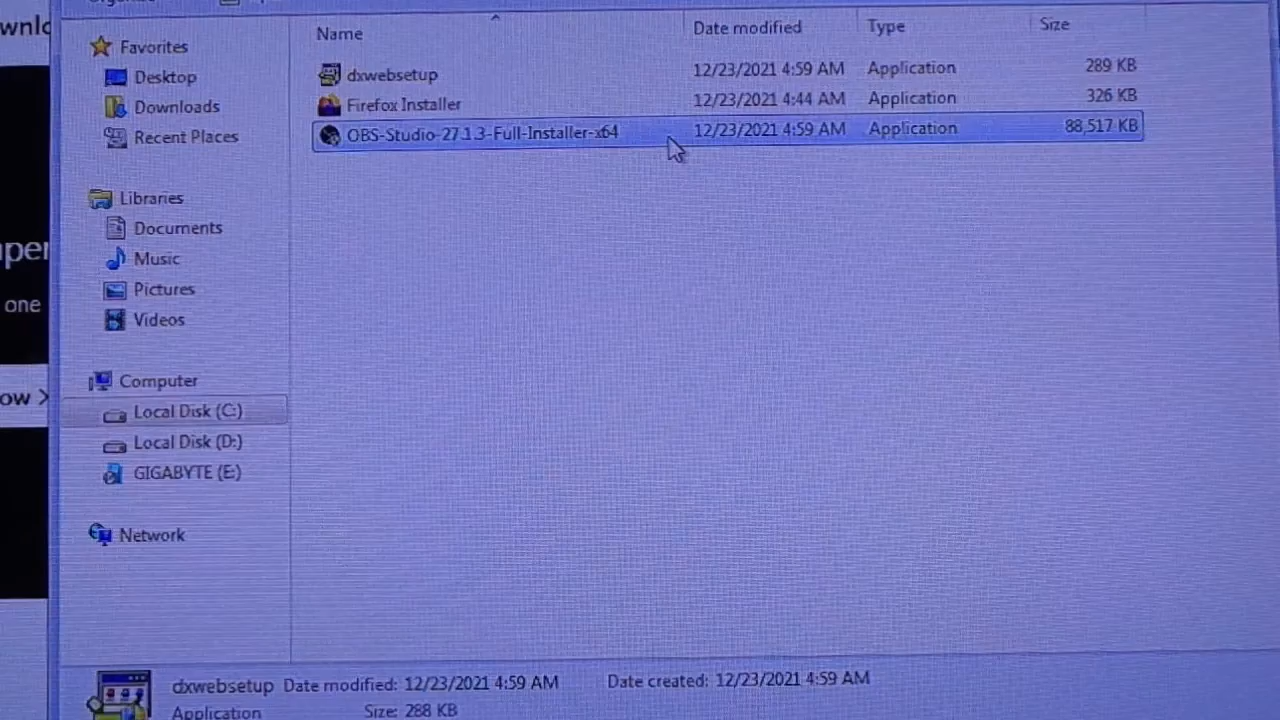 wnlo
Name Date modified Type Size
Favorites
Desktop
Downloads
Recent Places
dxwebsetup 12/23/2021 4:59 AM Application 289 KB
Firefox Installer 12/23/2021 4:44 AM Application 326 KB
OBS-Studio-27.1.3-Full-Installer-x64 12/23/2021 4:59 AM Application 88,517 KB
Libraries
Documents
Music
Pictures
Videos
per
one
ow >
Computer
Local Disk (C:)
Local Disk (D:)
GIGABYTE (E:)
Network
dxwebsetup Date modified: 12/23/2021 4:59 AM Date created: 12/23/2021 4:59 AM
Application Size: 288 KB